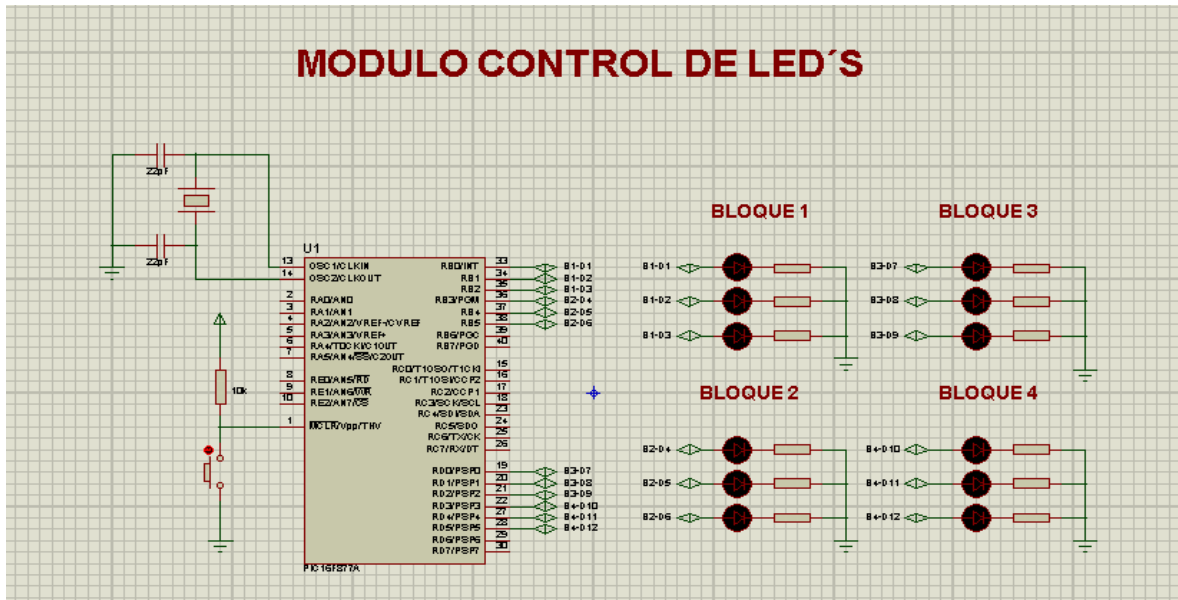 MODULO CONTROL DE LED´S
22pF
22pF
10k
U1
13 OSC1/CLKIN
14 OSC2/CLKOUT
2 RA0/AN0
3 RA1/AN1
4 RA2/AN2/VREF-/CVREF
5 RA3/AN3/VREF+
6 RA4/T0CKI/C1OUT
7 RA5/AN4/SS/C2OUT
8 RE0/AN5/RD
9 RE1/AN6/WR
10 RE2/AN7/CS
1 MCLR/Vpp/THV
RB0/INT 33 B1-D1
RB1 34 B1-D2
RB2 35 B1-D3
RB3/PGM 36 B2-D4
RB4 37 B2-D5
RB5 38 B2-D6
RB6/PGC 39
RB7/PGD 40
RC0/T1OSO/T1CKI 15
RC1/T1OSI/CCP2 16
RC2/CCP1 17
RC3/SCK/SCL 18
RC4/SDI/SDA 23
RC5/SDO 24
RC6/TX/CK 25
RC7/RX/DT 26
RD0/PSP0 19 B3-D7
RD1/PSP1 20 B3-D8
RD2/PSP2 21 B3-D9
RD3/PSP3 22 B4-D10
RD4/PSP4 27 B4-D11
RD5/PSP5 28 B4-D12
RD6/PSP6 29
RD7/PSP7 30
PIC16F877A
BLOQUE 1
B1-D1
B1-D2
B1-D3
BLOQUE 3
B3-D7
B3-D8
B3-D9
BLOQUE 2
B2-D4
B2-D5
B2-D6
BLOQUE 4
B4-D10
B4-D11
B4-D12